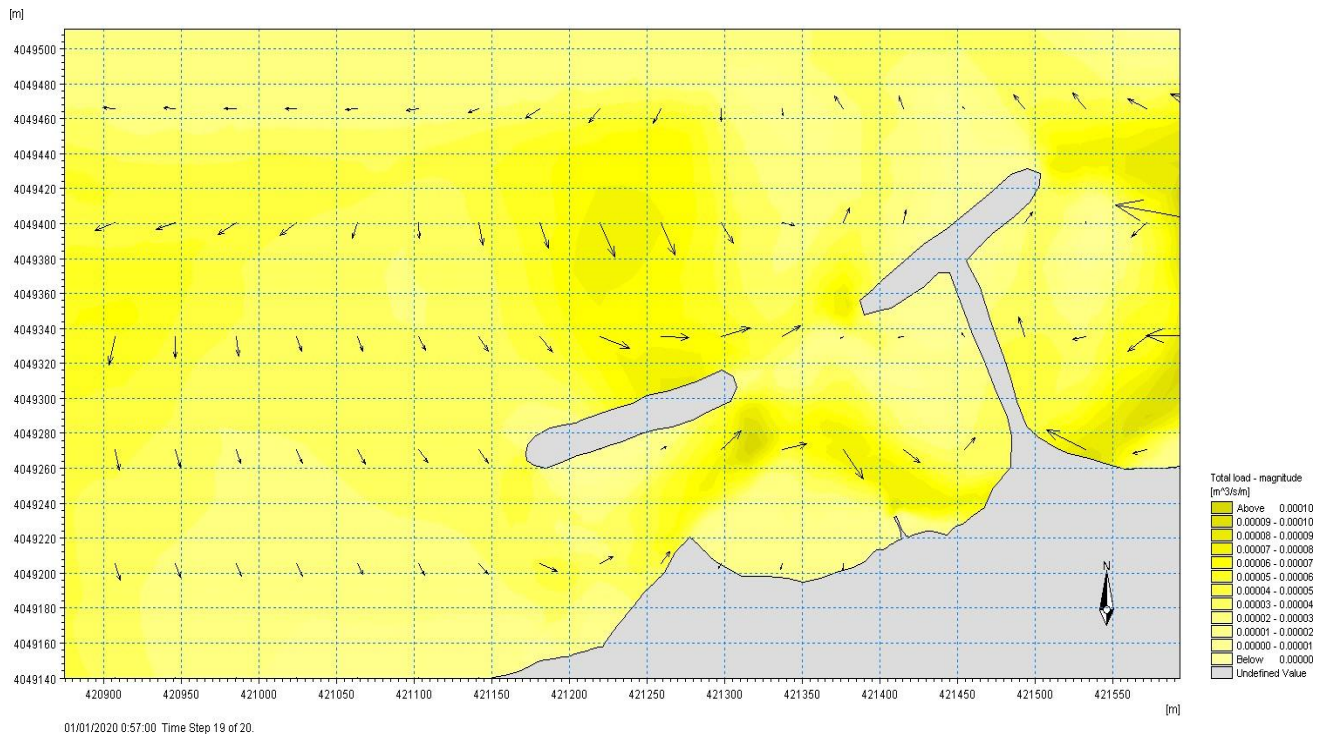 [m]
4049500
4049480
4049460
4049440
4049420
4049400
4049380
4049360
4049340
4049320
4049300
4049280
4049260
4049240
4049220
4049200
4049180
4049160
4049140
420900 420950 421000 421050 421100 421150 421200 421250 421300 421350 421400 421450 421500 421550
[m]
N
Total load - magnitude
[m^3/s/m]
Above 0.00010
0.00009 - 0.00010
0.00008 - 0.00009
0.00007 - 0.00008
0.00006 - 0.00007
0.00005 - 0.00006
0.00004 - 0.00005
0.00003 - 0.00004
0.00002 - 0.00003
0.00001 - 0.00002
0.00000 - 0.00001
Below 0.00000
Undefined Value
01/01/2020 0:57:00 Time Step 19 of 20.